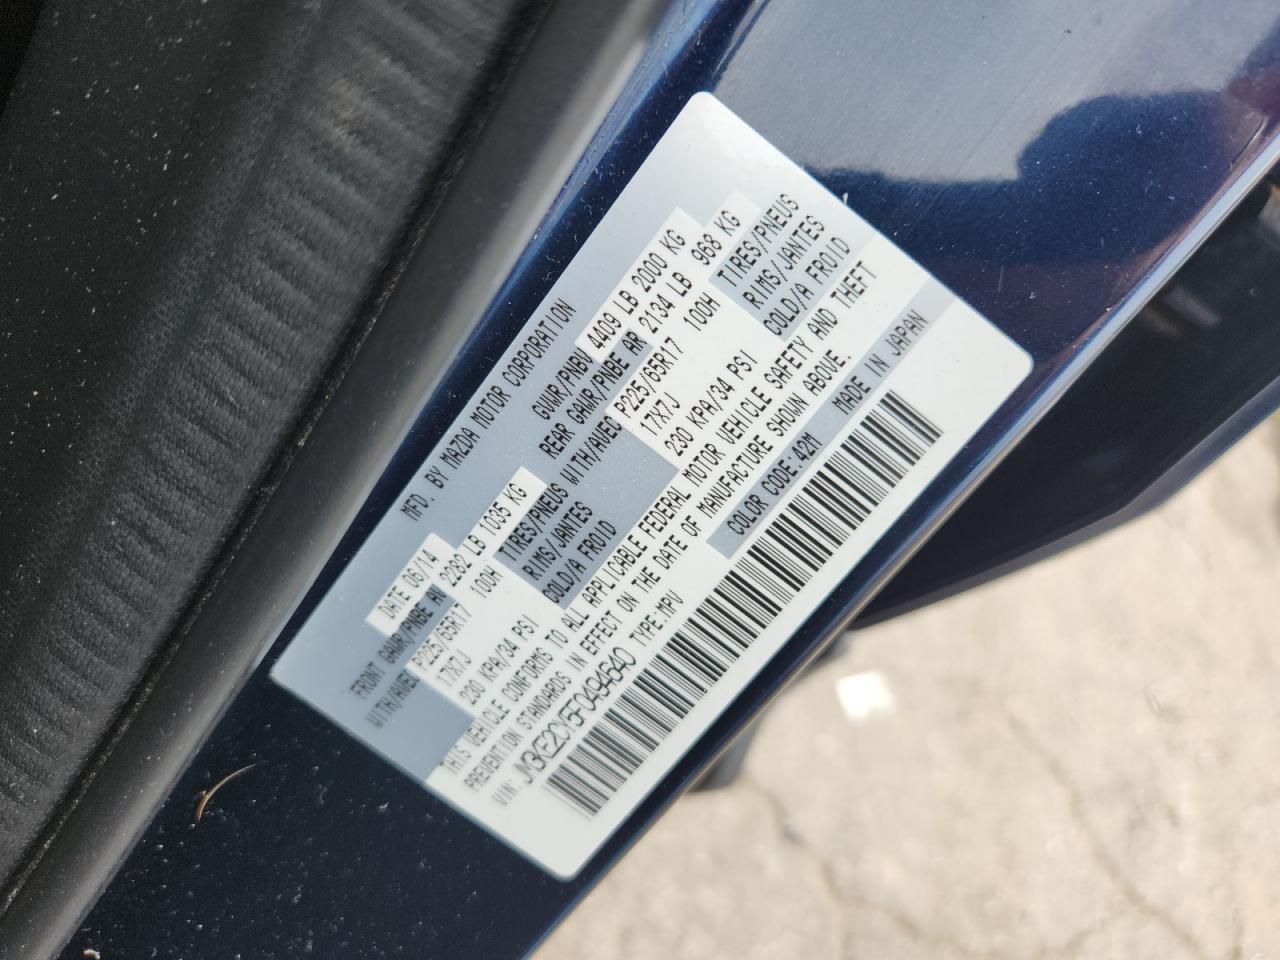 MFD. BY MAZDA MOTOR CORPORATION
DATE 06/14 GVWR/PNBV 4409 LB 2000 KG
FRONT GAWR/PNBE AV 2282 LB 1035 KG REAR GAWR/PNBE AR 2134 LB 968 KG
WITH/AVEC P225/65R17 100H TIRES/PNEUS WITH/AVEC P225/65R17 100H TIRES/PNEUS
17X7J RIMS/JANTES 17X7J RIMS/JANTES
230 KPA/34 PSI COLD/A FROID 230 KPA/34 PSI COLD/A FROID
THIS VEHICLE CONFORMS TO ALL APPLICABLE FEDERAL MOTOR VEHICLE SAFETY AND THEFT
PREVENTION STANDARDS IN EFFECT ON THE DATE OF MANUFACTURE SHOWN ABOVE.
VIN: JM3KE2CY5F0494640 TYPE:MPV COLOR CODE:42M MADE IN JAPAN